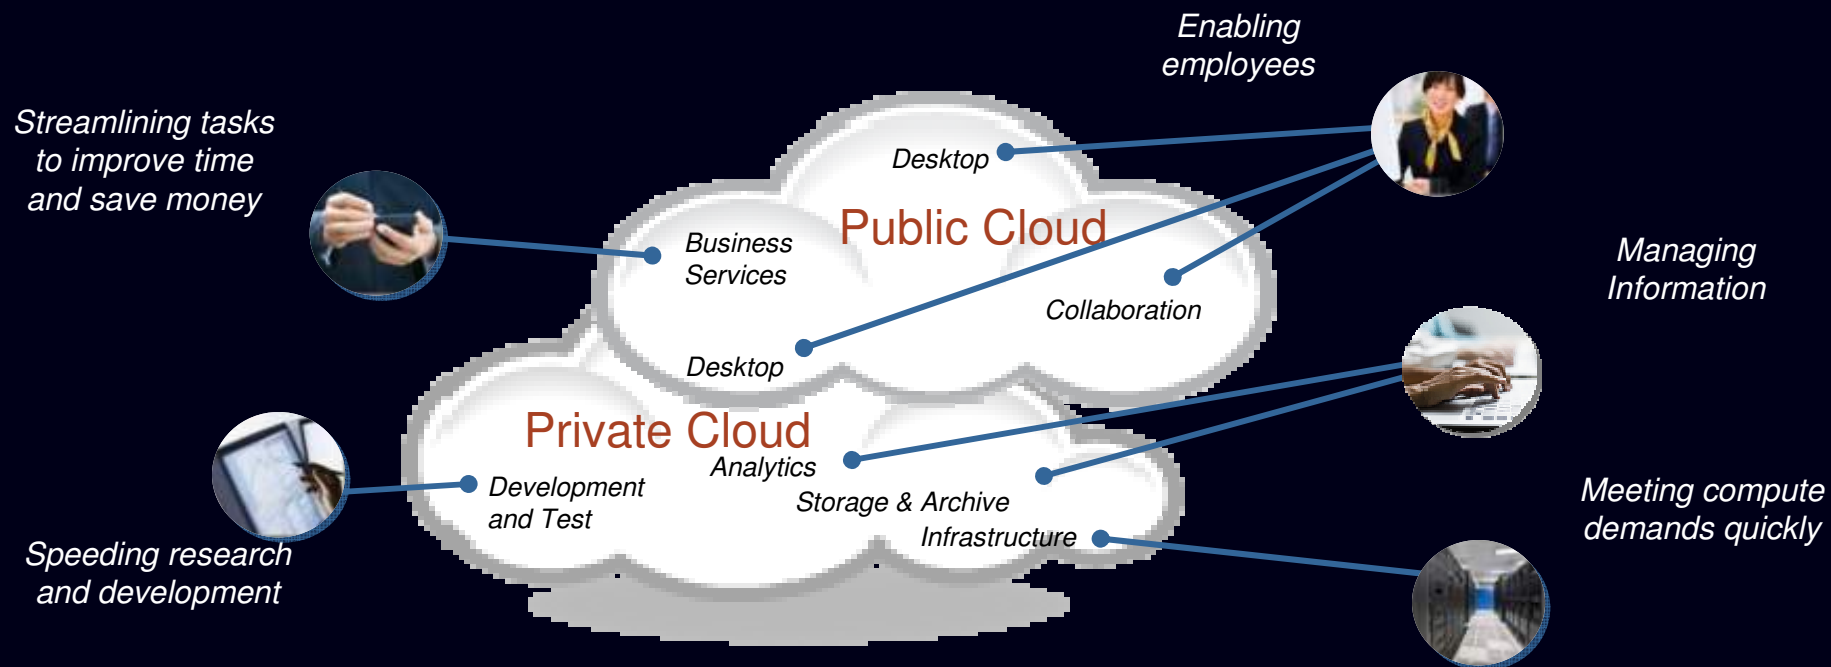 Enabling
employees
Streamlining tasks
to improve time
and save money
Desktop
Public Cloud
Business
Services
Managing
Information
Collaboration
Desktop
Private Cloud
Analytics
Development
and Test
Storage & Archive
Infrastructure
Meeting compute
demands quickly
Speeding research
and development